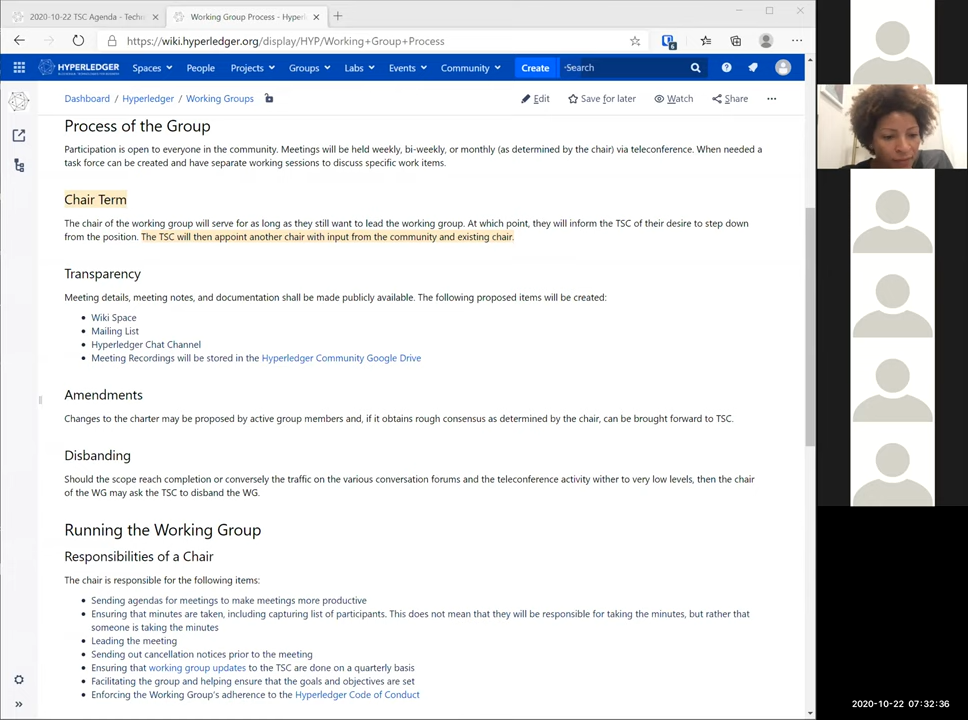 2020-10-22 TSC Agenda - Techn
Working Group Process - Hyperle
https://wiki.hyperledger.org/display/HYP/Working+Group+Process
HYPERLEDGER Spaces People Projects Groups Labs Events Community Create Search
Dashboard / Hyperledger / Working Groups Edit Save for later Watch Share
Process of the Group
Participation is open to everyone in the community. Meetings will be held weekly, bi-weekly, or monthly (as determined by the chair) via teleconference. When needed a
task force can be created and have separate working sessions to discuss specific work items.
Chair Term
The chair of the working group will serve for as long as they still want to lead the working group. At which point, they will inform the TSC of their desire to step down
from the position. The TSC will then appoint another chair with input from the community and existing chair.
Transparency
Meeting details, meeting notes, and documentation shall be made publicly available. The following proposed items will be created:
• Wiki Space
• Mailing List
• Hyperledger Chat Channel
• Meeting Recordings will be stored in the Hyperledger Community Google Drive
Amendments
Changes to the charter may be proposed by active group members and, if it obtains rough consensus as determined by the chair, can be brought forward to TSC.
Disbanding
Should the scope reach completion or conversely the traffic on the various conversation forums and the teleconference activity wither to very low levels, then the chair
of the WG may ask the TSC to disband the WG.
Running the Working Group
Responsibilities of a Chair
The chair is responsible for the following items:
• Sending agendas for meetings to make meetings more productive
• Ensuring that minutes are taken, including capturing list of participants. This does not mean that they will be responsible for taking the minutes, but rather that
someone is taking the minutes
• Leading the meeting
• Sending out cancellation notices prior to the meeting
• Ensuring that working group updates to the TSC are done on a quarterly basis
• Facilitating the group and helping ensure that the goals and objectives are set
• Enforcing the Working Group's adherence to the Hyperledger Code of Conduct
2020-10-22 07:32:36